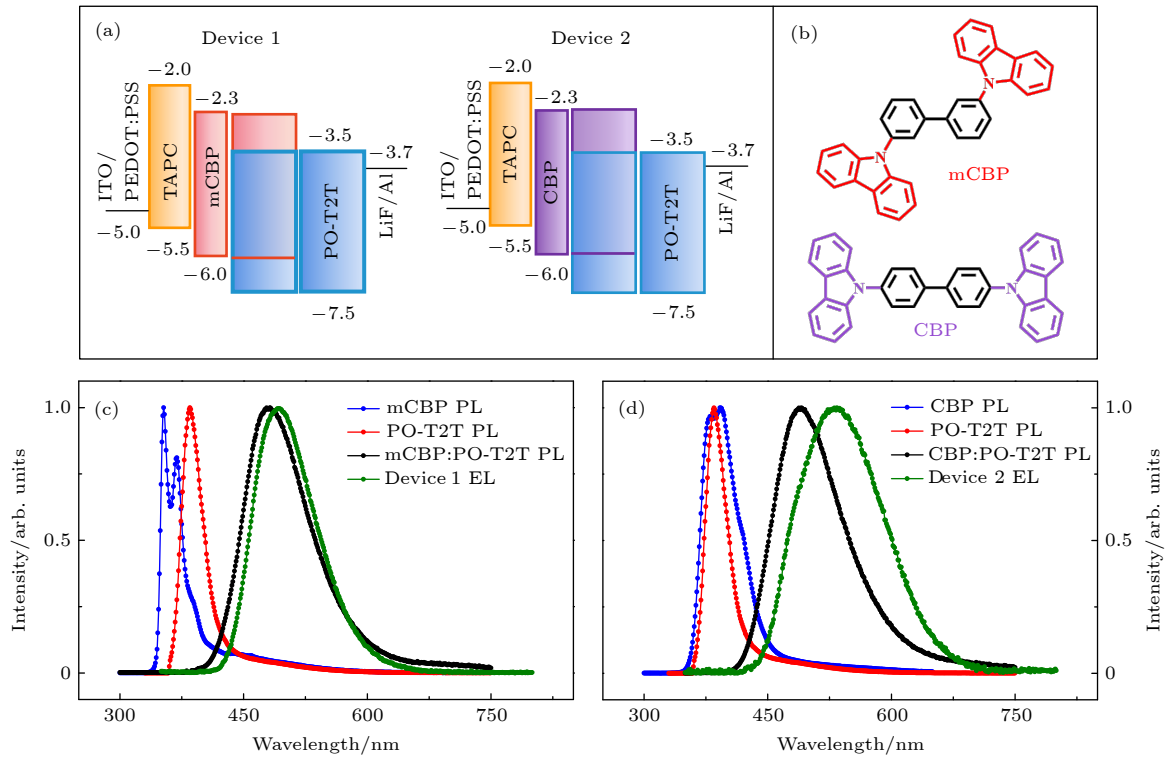 (a)
Device 1
−2.0
−2.3
−3.5
−3.7
ITO/
PEDOT:PSS
TAPC
mCBP
PO-T2T
LiF/Al
−5.0
−5.5
−6.0
−7.5
Device 2
−2.0
−2.3
−3.5
−3.7
ITO/
PEDOT:PSS
TAPC
CBP
PO-T2T
LiF/Al
−5.0
−5.5
−6.0
−7.5
(b)
N
N
mCBP
N
N
CBP
(c)
mCBP PL
PO-T2T PL
mCBP:PO-T2T PL
Device 1 EL
1.0
0.5
0
Intensity/arb. units
300
450
600
750
Wavelength/nm
(d)
CBP PL
PO-T2T PL
CBP:PO-T2T PL
Device 2 EL
1.0
0.5
0
Intensity/arb. units
300
450
600
750
Wavelength/nm